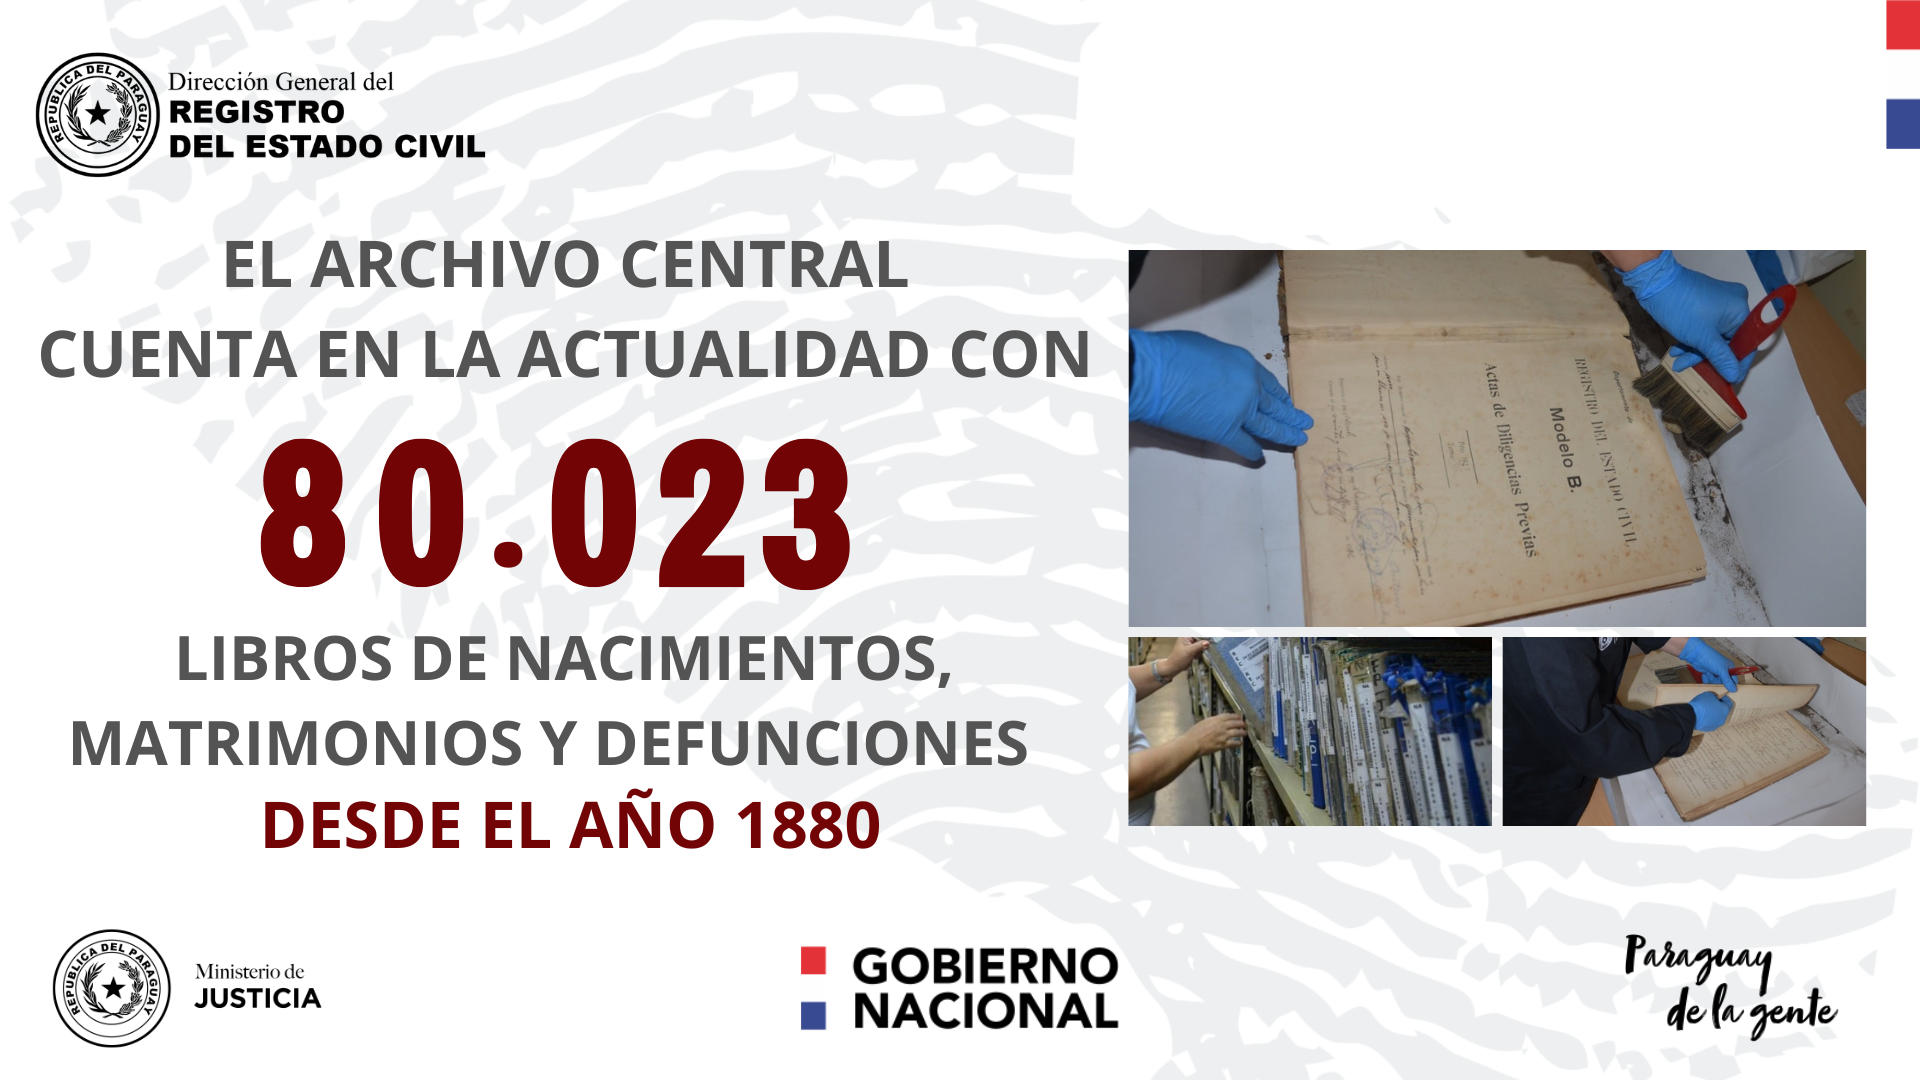 REPUBLICA DEL PARAGUAY
Dirección General del
REGISTRO
DEL ESTADO CIVIL
EL ARCHIVO CENTRAL
CUENTA EN LA ACTUALIDAD CON
80.023
LIBROS DE NACIMIENTOS,
MATRIMONIOS Y DEFUNCIONES
DESDE EL AÑO 1880
REGISTRO DEL ESTADO CIVIL
Modelo B.
Actas de Diligencias Previas
REPUBLICA DEL PARAGUAY
Ministerio de
JUSTICIA
GOBIERNO
NACIONAL
Paraguay
de la gente